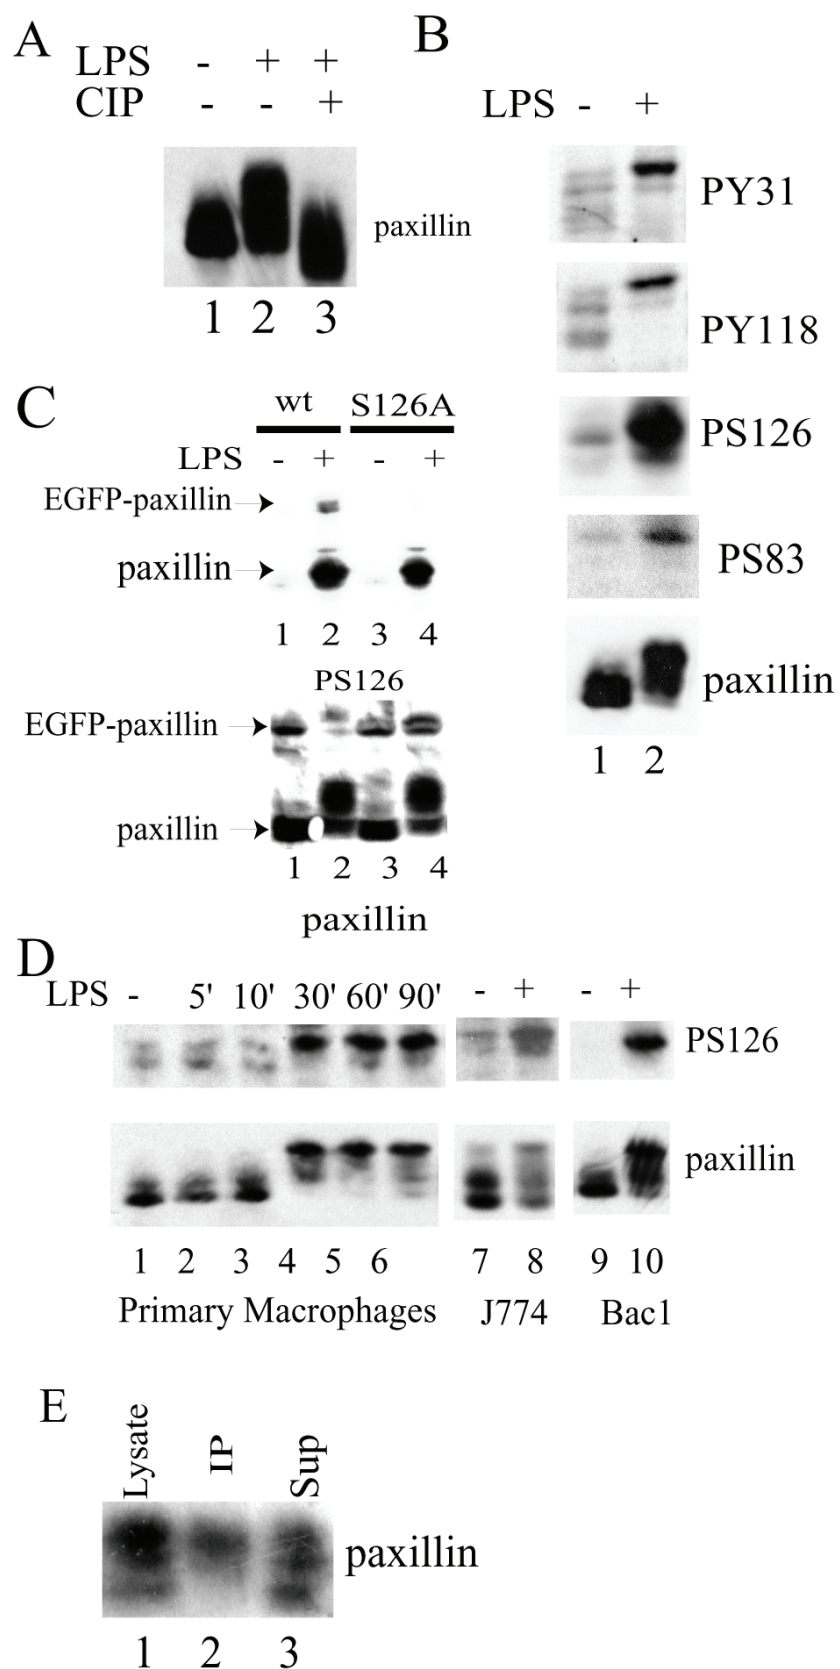 A
LPS - + +
CIP - - +
paxillin
1 2 3
B
LPS - +
PY31
PY118
PS126
PS83
paxillin
1 2
C
wt S126A
LPS - + - +
EGFP-paxillin
paxillin
1 2 3 4
PS126
EGFP-paxillin
paxillin
1 2 3 4
paxillin
D
LPS - 5' 10' 30' 60' 90' - + - +
PS126
paxillin
1 2 3 4 5 6 7 8 9 10
Primary Macrophages J774 Bac1
E
Lysate IP Sup
paxillin
1 2 3